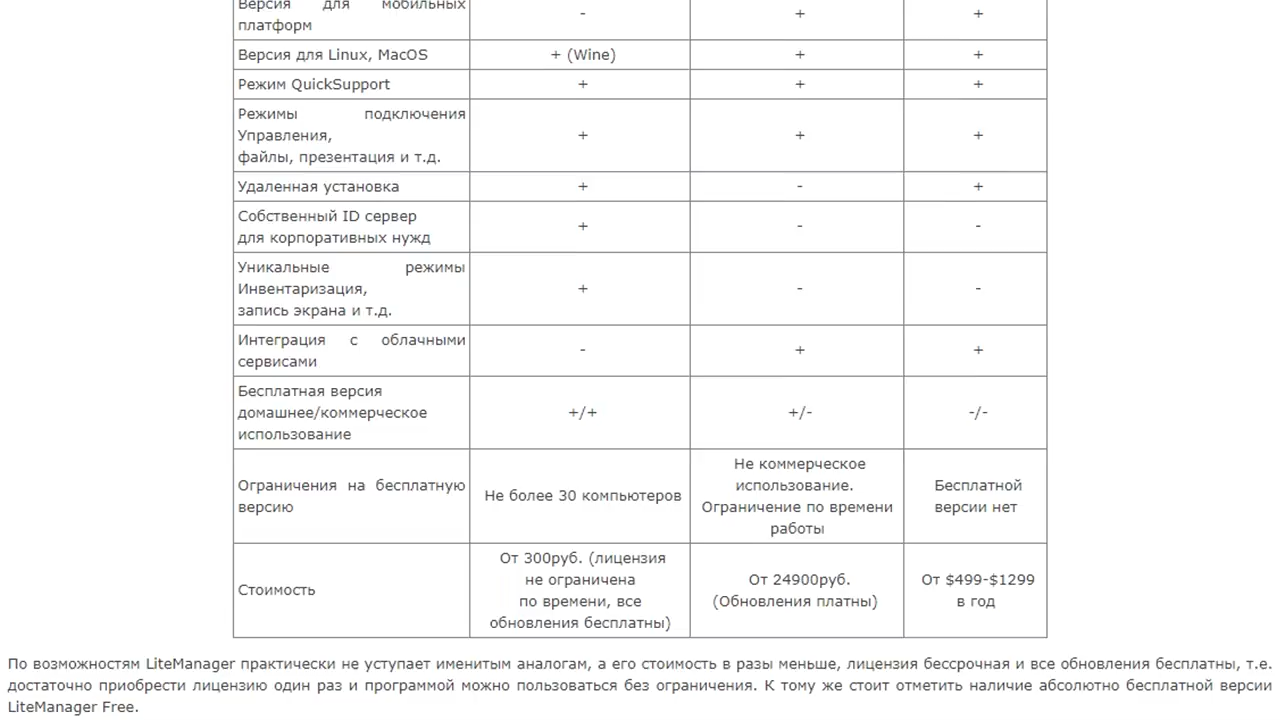 Версия для мобильных
платформ
-
+
+
Версия для Linux, MacOS
+ (Wine)
+
+
Режим QuickSupport
+
+
+
Режимы подключения
Управления,
файлы, презентация и т.д.
+
+
+
Удаленная установка
+
-
+
Собственный ID сервер
для корпоративных нужд
+
-
-
Уникальные режимы
Инвентаризация,
запись экрана и т.д.
+
-
-
Интеграция с облачными
сервисами
-
+
+
Бесплатная версия
домашнее/коммерческое
использование
+/+
+/-
-/-
Ограничения на бесплатную
версию
Не более 30 компьютеров
Не коммерческое
использование.
Ограничение по времени
работы
Бесплатной
версии нет
Стоимость
От 300руб. (лицензия
не ограничена
по времени, все
обновления бесплатны)
От 24900руб.
(Обновления платны)
От $499-$1299
в год
По возможностям LiteManager практически не уступает именитым аналогам, а его стоимость в разы меньше, лицензия бессрочная и все обновления бесплатны, т.е.
достаточно приобрести лицензию один раз и программой можно пользоваться без ограничения. К тому же стоит отметить наличие абсолютно бесплатной версии
LiteManager Free.